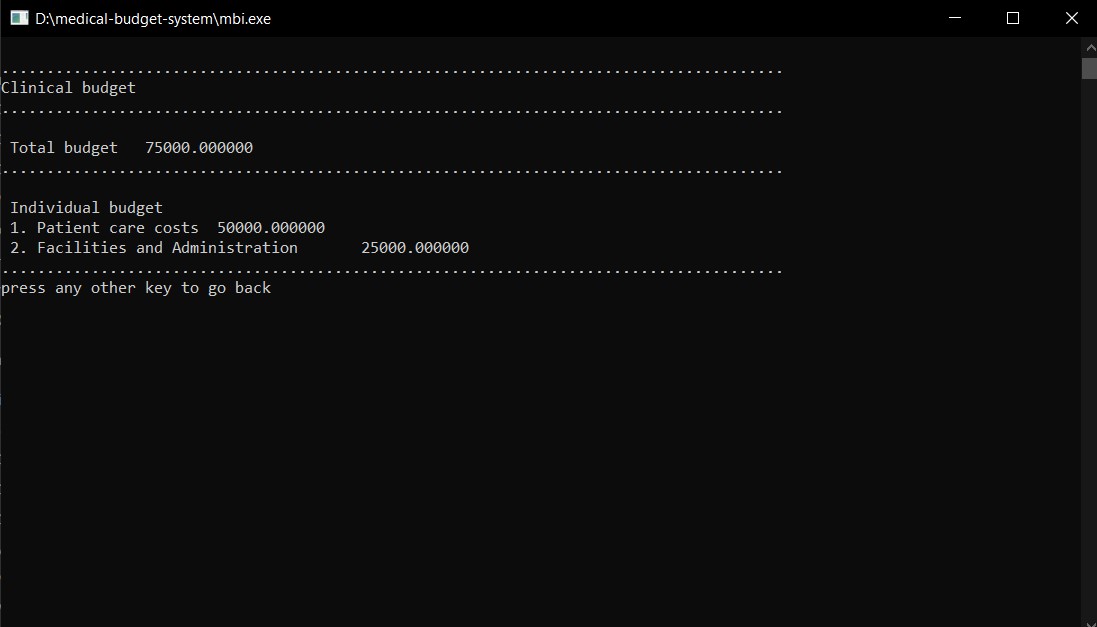 D:\medical-budget-system\mbi.exe
.......................................................................................
Clinical budget
.......................................................................................
Total budget   75000.000000
.......................................................................................
Individual budget
1. Patient care costs  50000.000000
2. Facilities and Administration       25000.000000
.......................................................................................
press any other key to go back